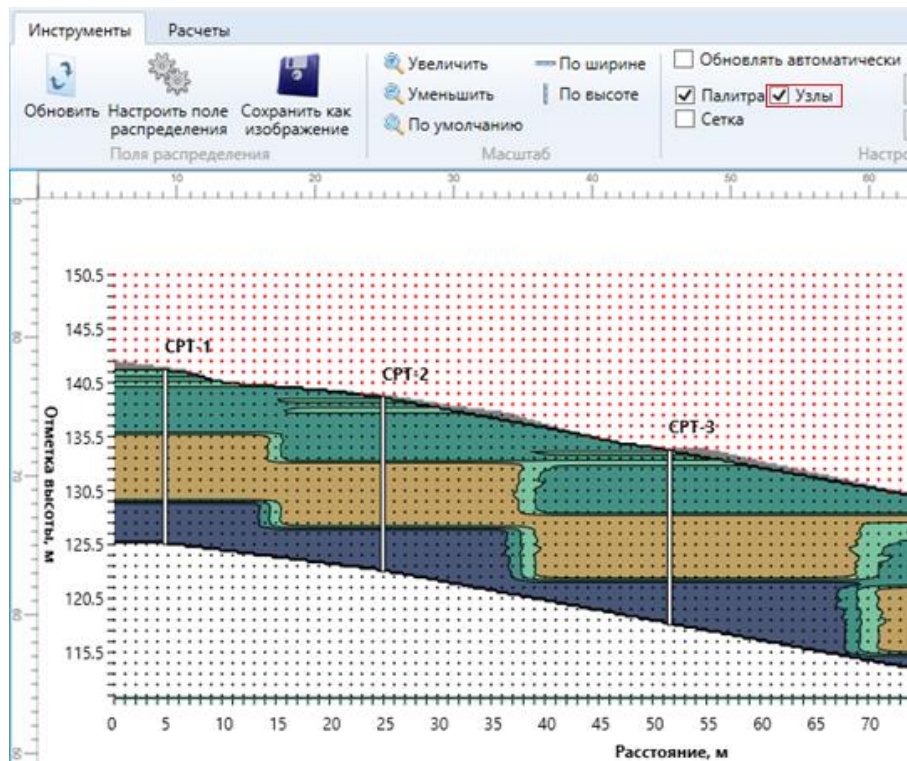 Инструменты Расчеты
Обновить
Настроить поле
распределения
Сохранить как
изображение
Поля распределения
Увеличить
Уменьшить
По умолчанию
По ширине
По высоте
Масштаб
Обновлять автоматически
Палитра Узлы
Сетка
10 20 30 40 50 60
150.5
CPT-1
145.5
CPT-2
140.5
CPT-3
135.5
130.5
125.5
120.5
115.5
Отметка высоты, м
0 5 10 15 20 25 30 35 40 45 50 55 60 65 70
Расстояние, м